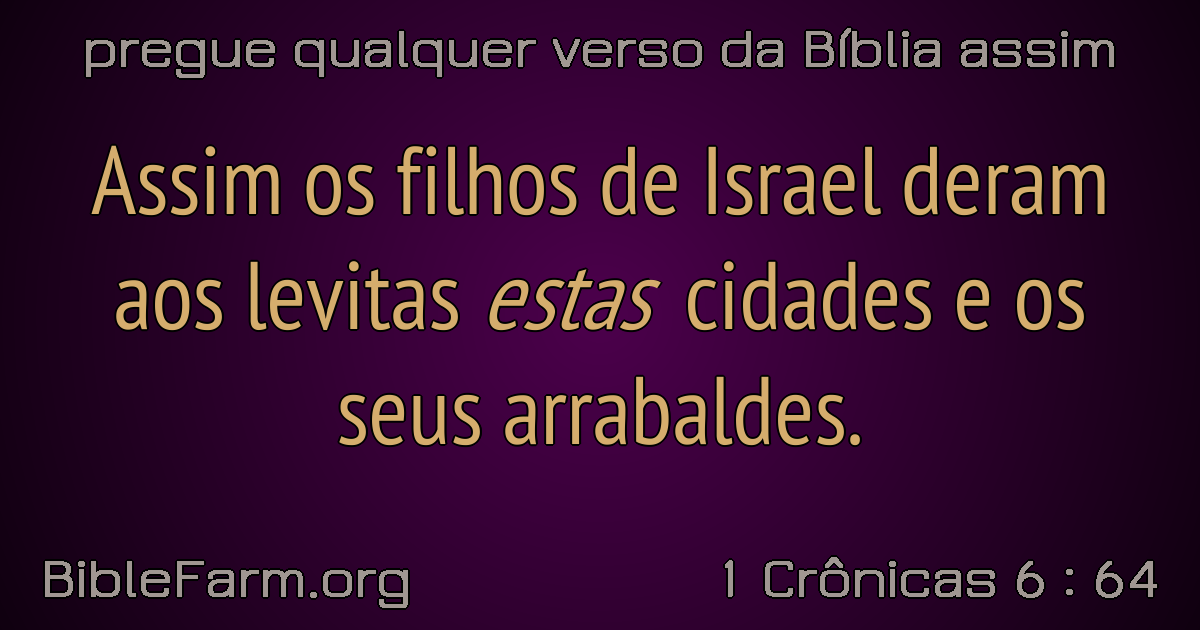 pregue qualquer verso da Bíblia assim
Assim os filhos de Israel deram
aos levitas estas cidades e os
seus arrabaldes.
BibleFarm.org
1 Crônicas 6 : 64